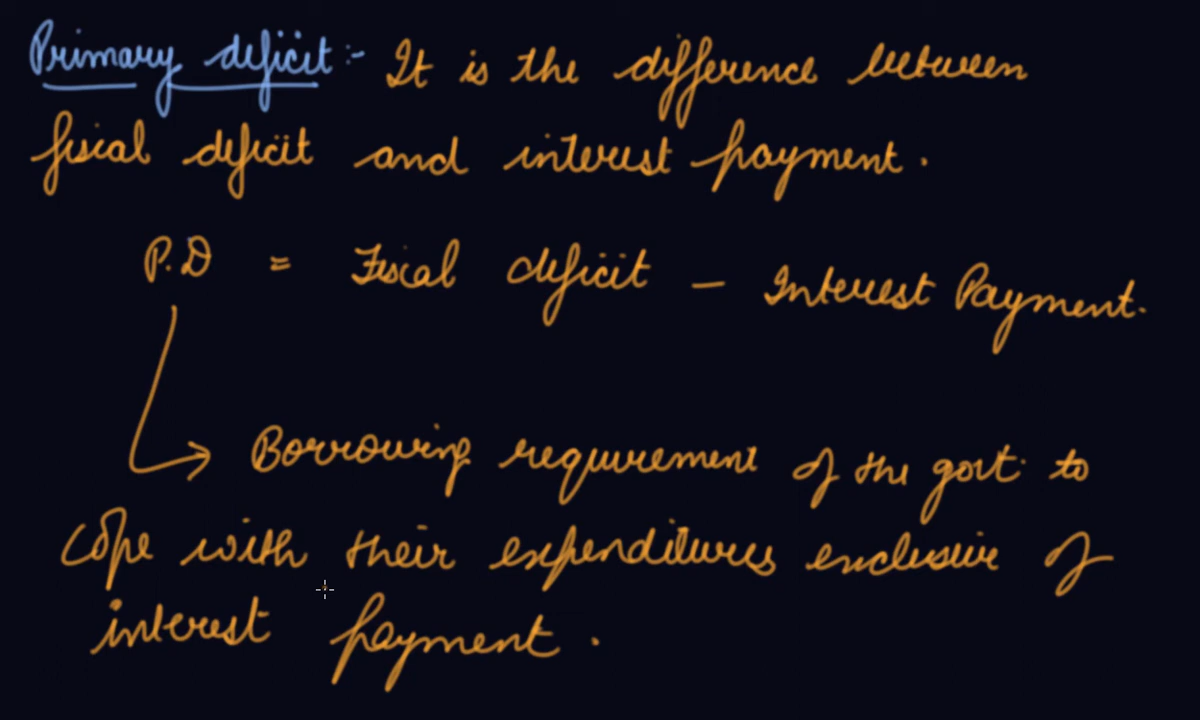 Primary deficit :- It is the difference between
fiscal deficit and interest payment.
P.D = Fiscal deficit - Interest Payment.
Borrowing requirement of the govt. to
cope with their expenditures exclusive of
interest payment.